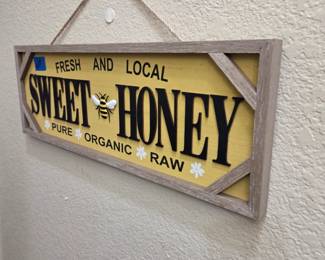 FRESH AND LOCAL
SWEET HONEY
PURE ORGANIC RAW